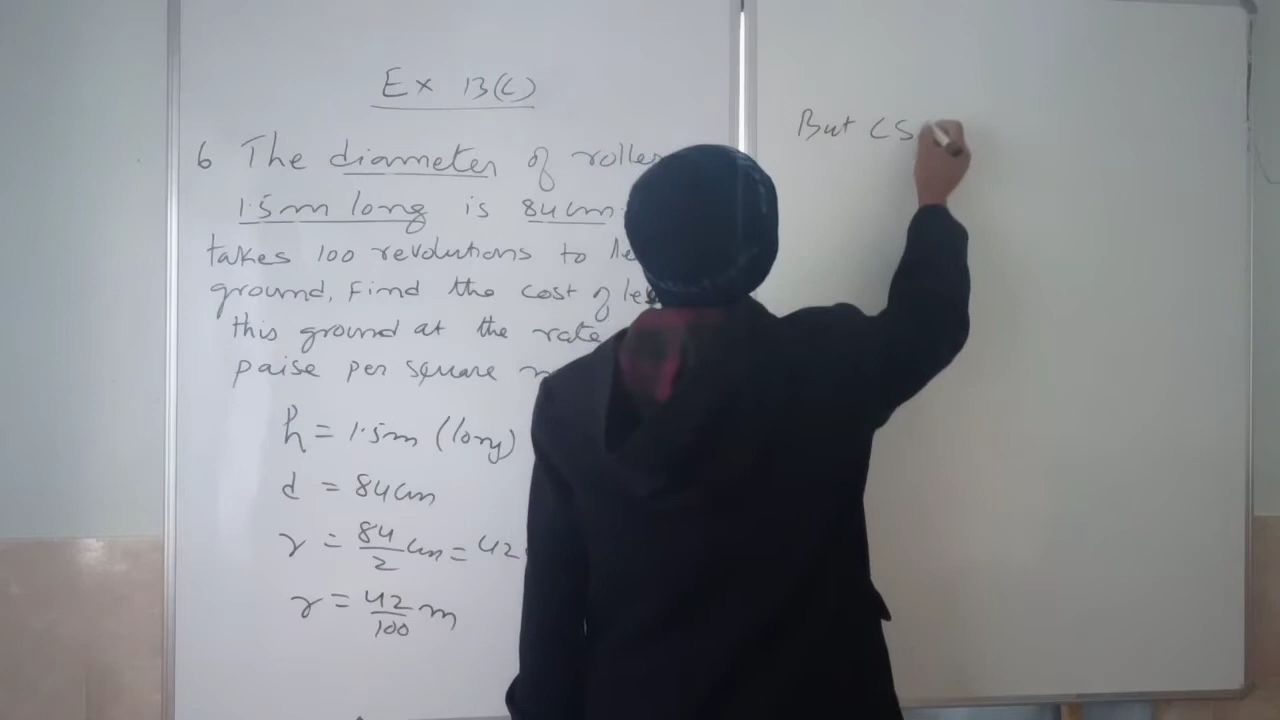 Ex 13(C)
6 The diameter of roller
1.5m long is 84cm
takes 100 revolutions to
ground. Find the cost of
this ground at the rate
paise per square
h = 1.5m (long)
d = 84cm
r = 84/2 cm = 42
r = 42/100 m
But CS